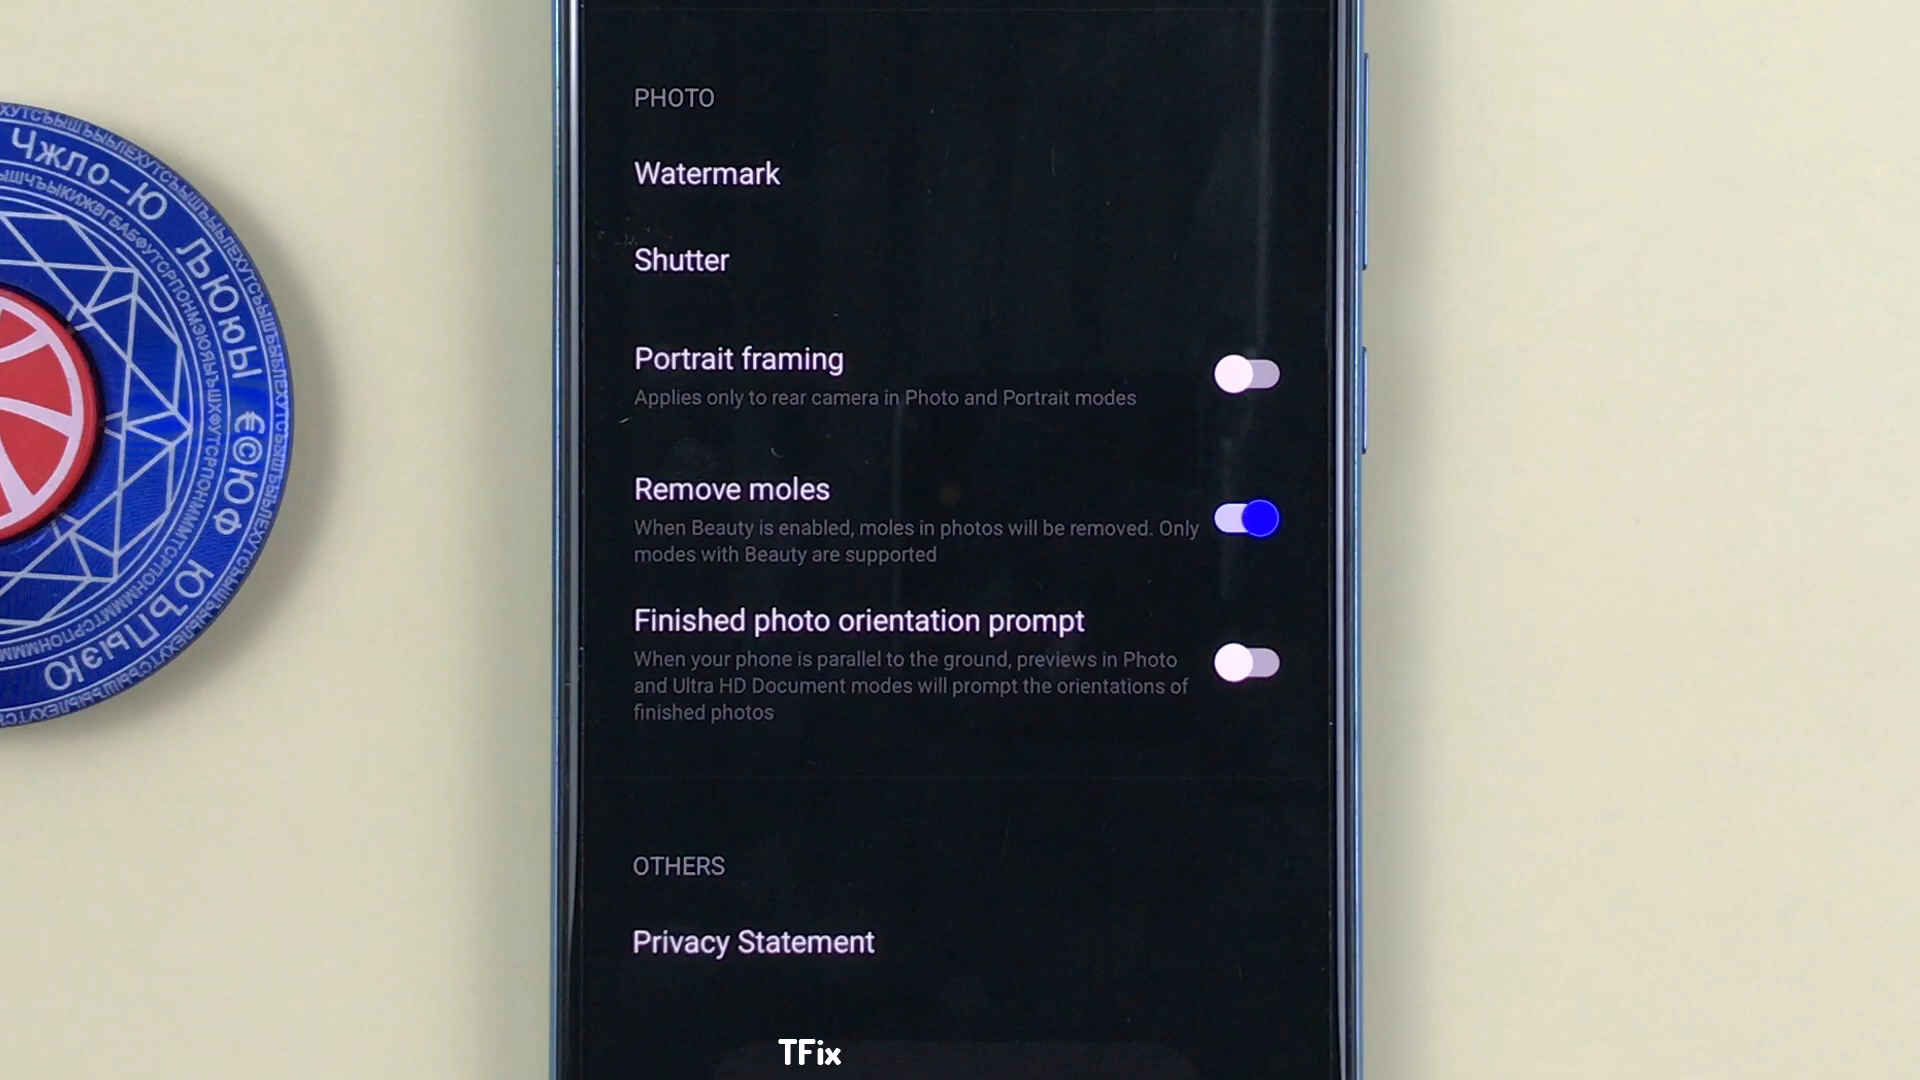 PHOTO
Watermark
Shutter
Portrait framing
Applies only to rear camera in Photo and Portrait modes
Remove moles
When Beauty is enabled, moles in photos will be removed. Only
modes with Beauty are supported
Finished photo orientation prompt
When your phone is parallel to the ground, previews in Photo
and Ultra HD Document modes will prompt the orientations of
finished photos
OTHERS
Privacy Statement
TFix
Чжло–Ю
€©ЮФ